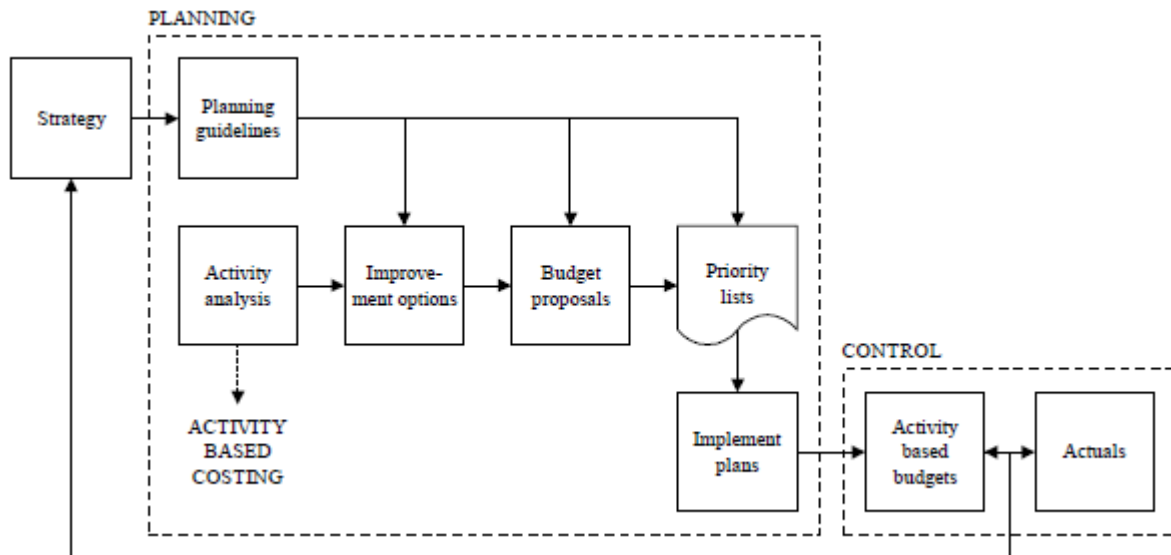 PLANNING
Strategy
Planning
guidelines
Activity
analysis
Improve-
ment options
Budget
proposals
Priority
lists
ACTIVITY
BASED
COSTING
Implement
plans
CONTROL
Activity
based
budgets
Actuals